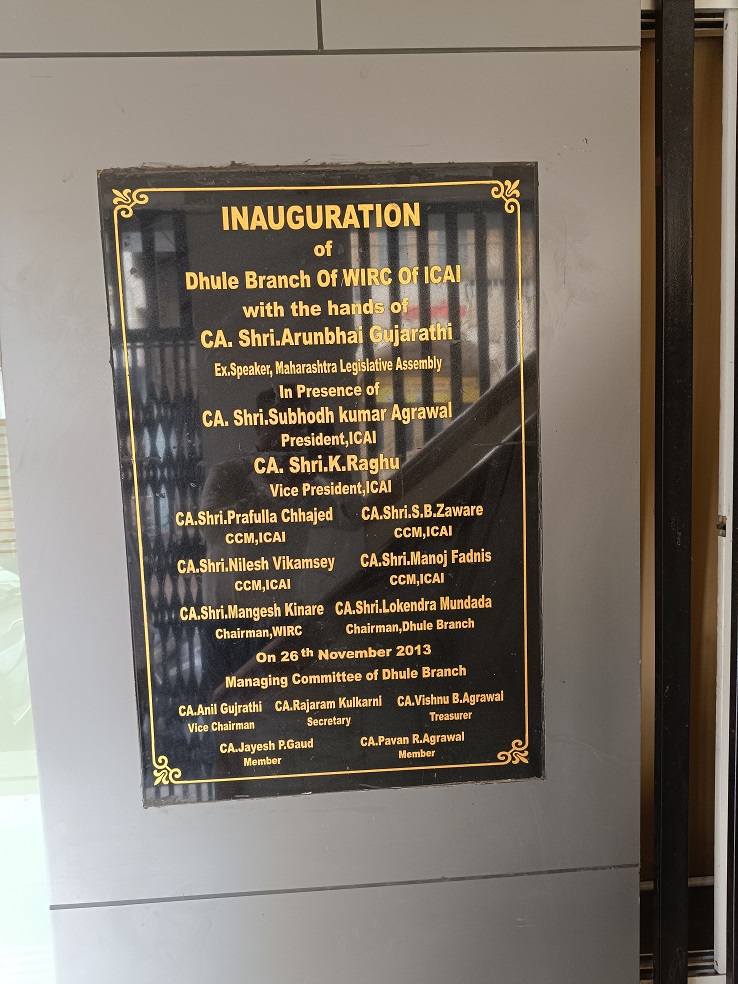 INAUGURATION
of
Dhule Branch Of WIRC Of ICAI
with the hands of
CA. Shri.Arunbhai Gujarathi
Ex.Speaker, Maharashtra Legislative Assembly
In Presence of
CA. Shri.Subhodh kumar Agrawal
President,ICAI
CA. Shri.K.Raghu
Vice President,ICAI
CA.Shri.Prafulla Chhajed CA.Shri.S.B.Zaware
CCM,ICAI CCM,ICAI
CA.Shri.Nilesh Vikamsey CA.Shri.Manoj Fadnis
CCM,ICAI CCM,ICAI
CA.Shri.Mangesh Kinare CA.Shri.Lokendra Mundada
Chairman,WIRC Chairman,Dhule Branch
On 26th November 2013
Managing Committee of Dhule Branch
CA.Anil Gujrathi CA.Rajaram Kulkarni CA.Vishnu B.Agrawal
Vice Chairman Secretary Treasurer
CA.Jayesh P.Gaud CA.Pavan R.Agrawal
Member Member